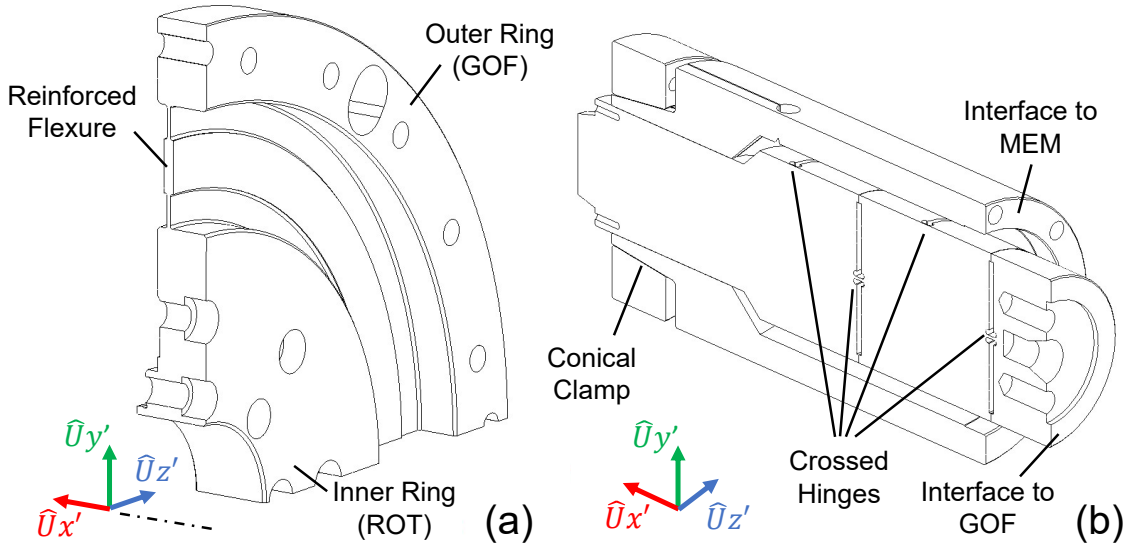 Outer Ring
(GOF)
Reinforced
Flexure
Inner Ring
(ROT)
Ûy'
Ûz'
Ûx'
(a)
Interface to
MEM
Conical
Clamp
Crossed
Hinges
Interface to
GOF
Ûy'
Ûx'
Ûz'
(b)